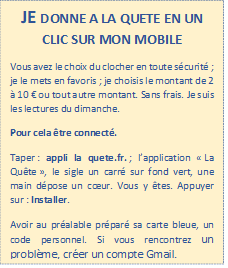 JE DONNE A LA QUETE EN UN
CLIC SUR MON MOBILE
Vous avez le choix du clocher en toute sécurité ;
je le mets en favoris ; je choisis le montant de 2
à 10 € ou tout autre montant. Sans frais. Je suis
les lectures du dimanche.
Pour cela être connecté.
Taper : appli la quete.fr. ; l'application « La
Quête », le sigle un carré sur fond vert, une
main dépose un cœur. Vous y êtes. Appuyer
sur : Installer.
Avoir au préalable préparé sa carte bleue, un
code personnel. Si vous rencontrez un
problème, créer un compte Gmail.